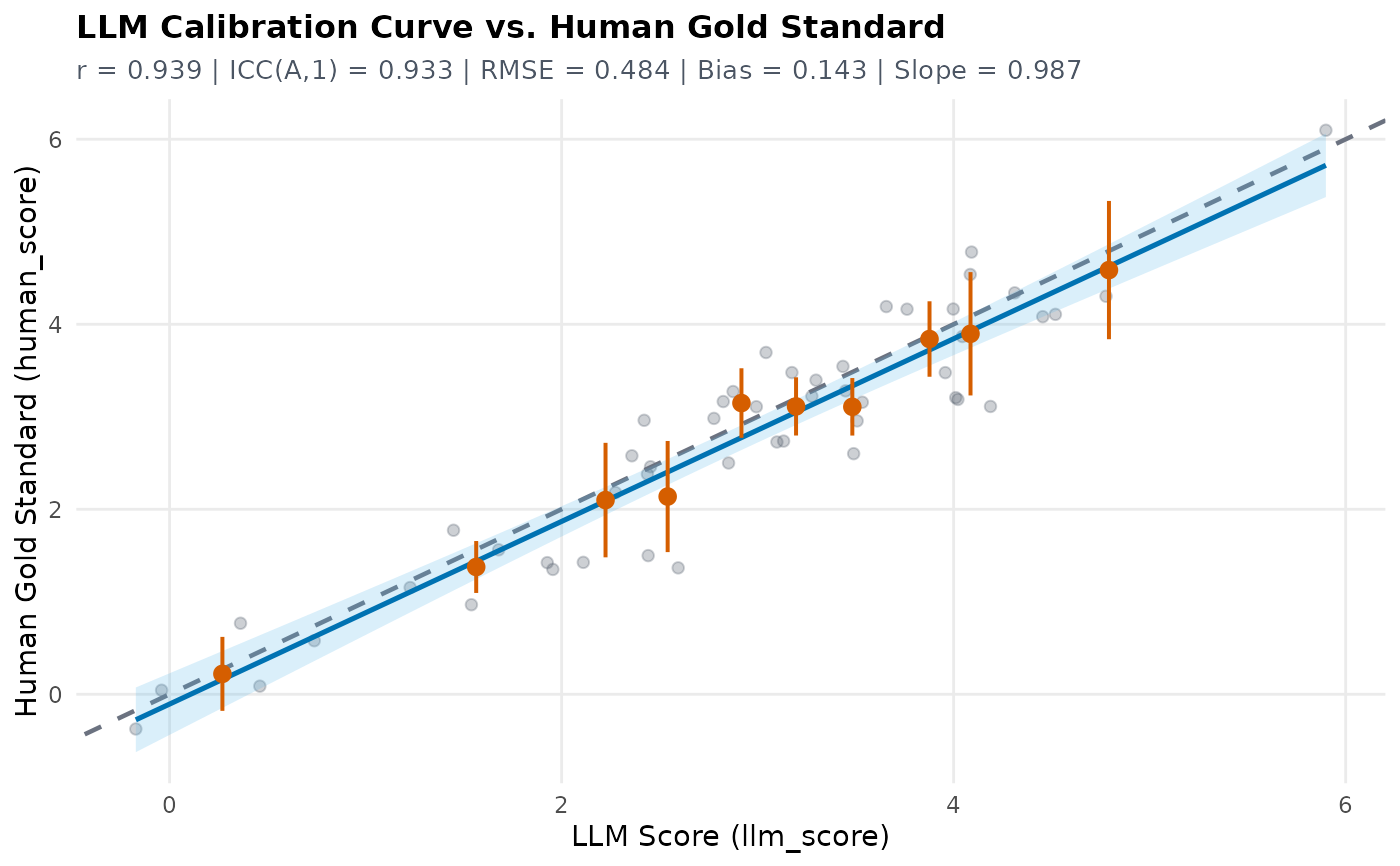 LLM Calibration Curve vs. Human Gold Standard
r = 0.939 | ICC(A,1) = 0.933 | RMSE = 0.484 | Bias = 0.143 | Slope = 0.987
Human Gold Standard (human_score)
6
4
2
0
0 2 4 6
LLM Score (llm_score)